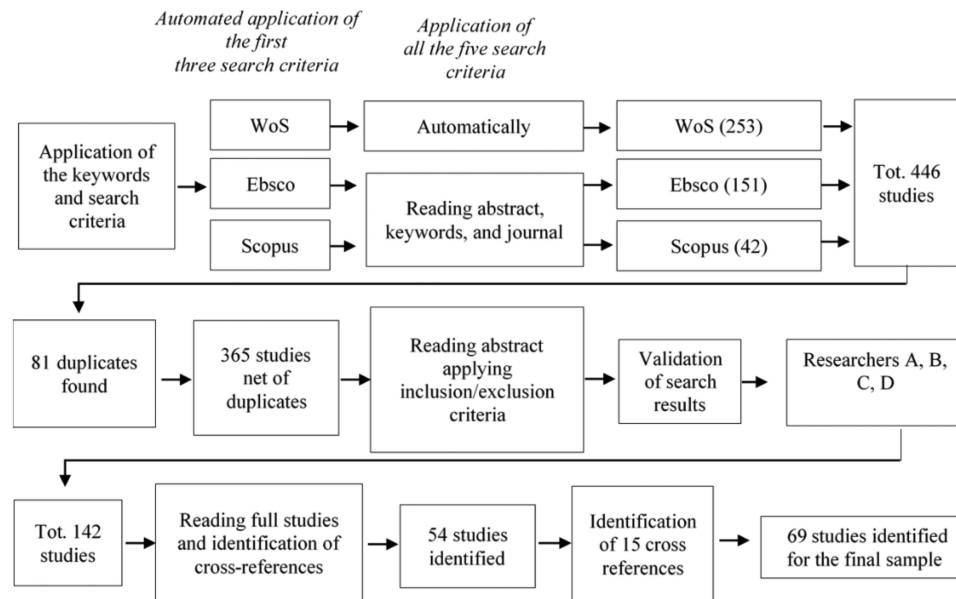 Automated application of
the first
three search criteria
Application of
all the five search
criteria
Application of
the keywords
and search
criteria
WoS
Automatically
WoS (253)
Ebsco
Reading abstract,
keywords, and journal
Ebsco (151)
Scopus
Scopus (42)
Tot. 446
studies
81 duplicates
found
365 studies
net of
duplicates
Reading abstract
applying
inclusion/exclusion
criteria
Validation
of search
results
Researchers A, B,
C, D
Tot. 142
studies
Reading full studies
and identification of
cross-references
54 studies
identified
Identification
of 15 cross
references
69 studies identified
for the final sample